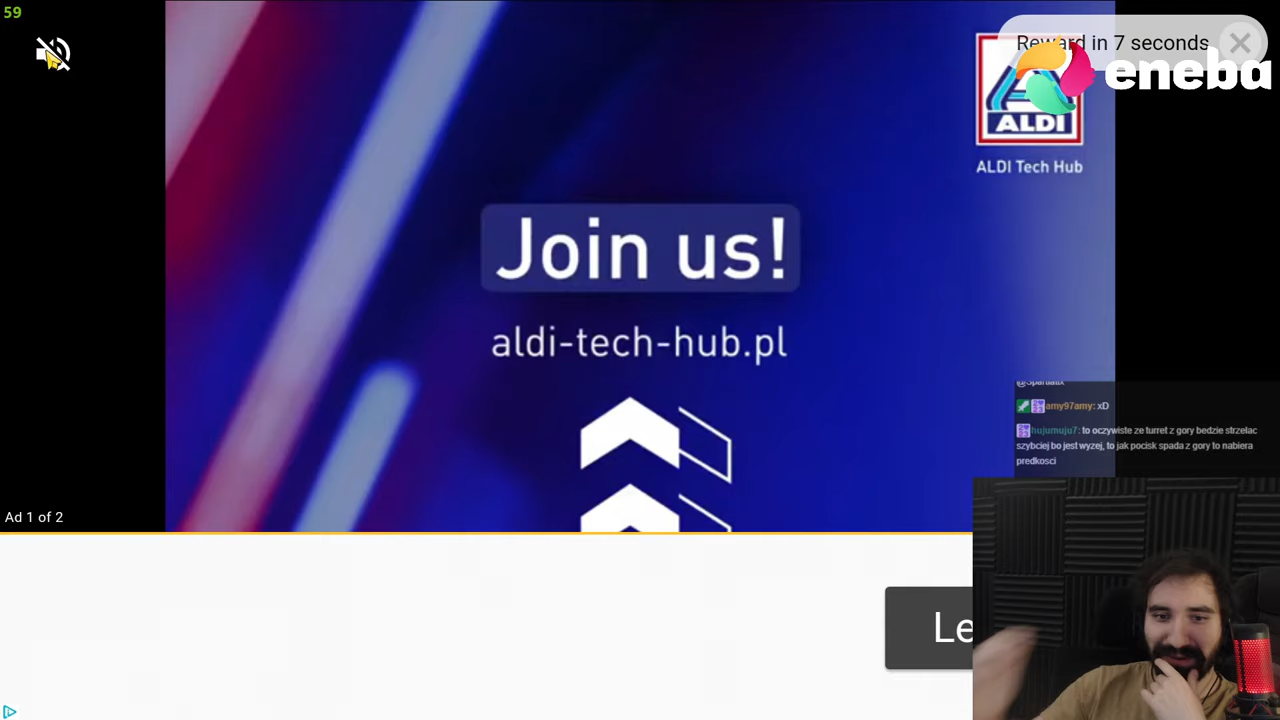 59
Reward in 7 seconds
eneba
ALDI
ALDI Tech Hub
Join us!
aldi-tech-hub.pl
@Spartiatix
amy97amy: xD
hujumuju7: to oczywiste ze turret z gory bedzie strzelac
szybciej bo jest wyzej, to jak pocisk spada z gory to nabiera
predkosci
Ad 1 of 2
Le